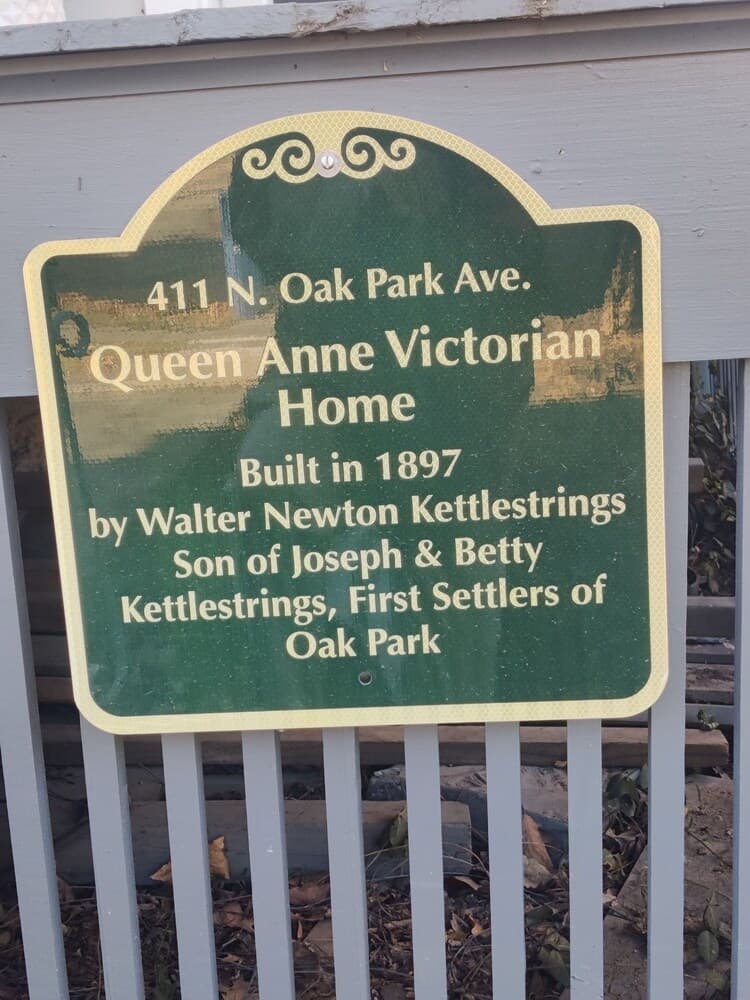 411 N. Oak Park Ave.
Queen Anne Victorian
Home
Built in 1897
by Walter Newton Kettlestrings
Son of Joseph & Betty
Kettlestrings, First Settlers of
Oak Park